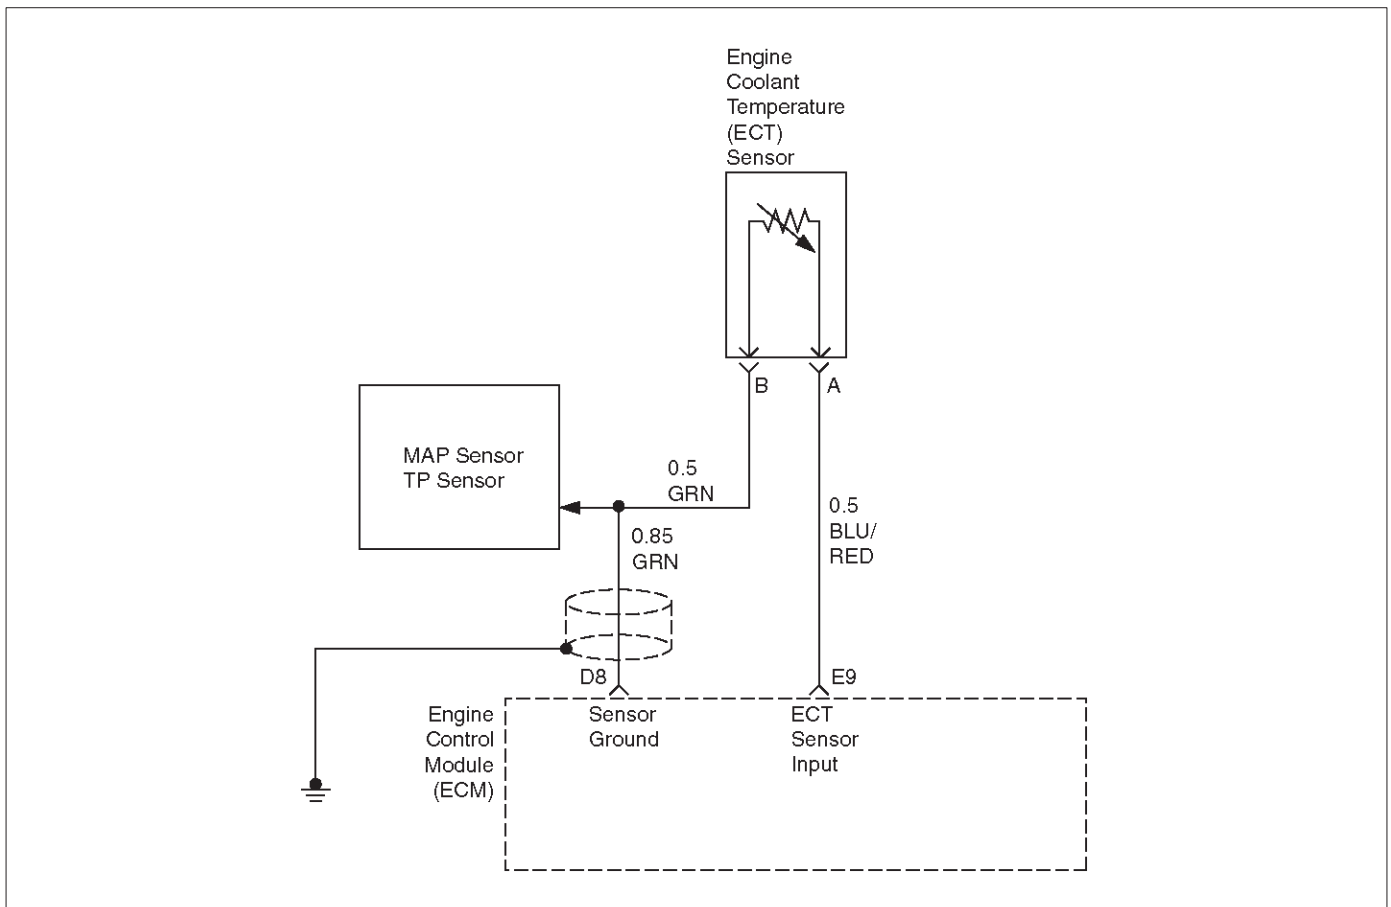 Engine
Coolant
Temperature
(ECT)
Sensor
B
A
MAP Sensor
TP Sensor
0.5
GRN
0.85
GRN
0.5
BLU/
RED
D8
E9
Engine
Control
Module
(ECM)
Sensor
Ground
ECT
Sensor
Input